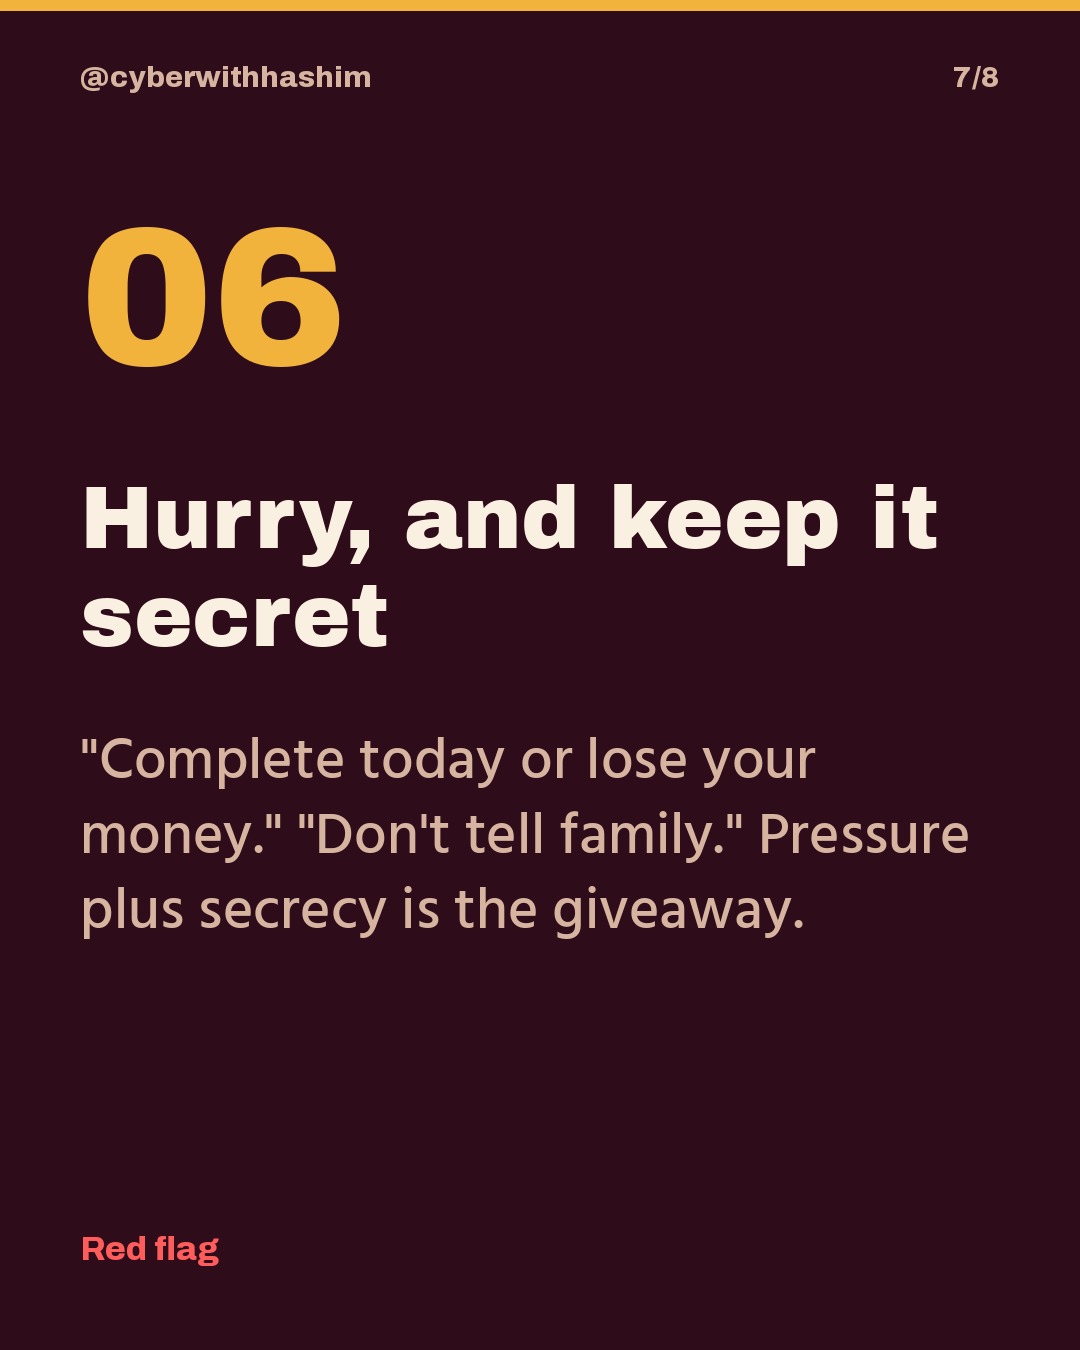 @cyberwithhashim
7/8
06
Hurry, and keep it
secret
"Complete today or lose your
money." "Don't tell family." Pressure
plus secrecy is the giveaway.
Red flag